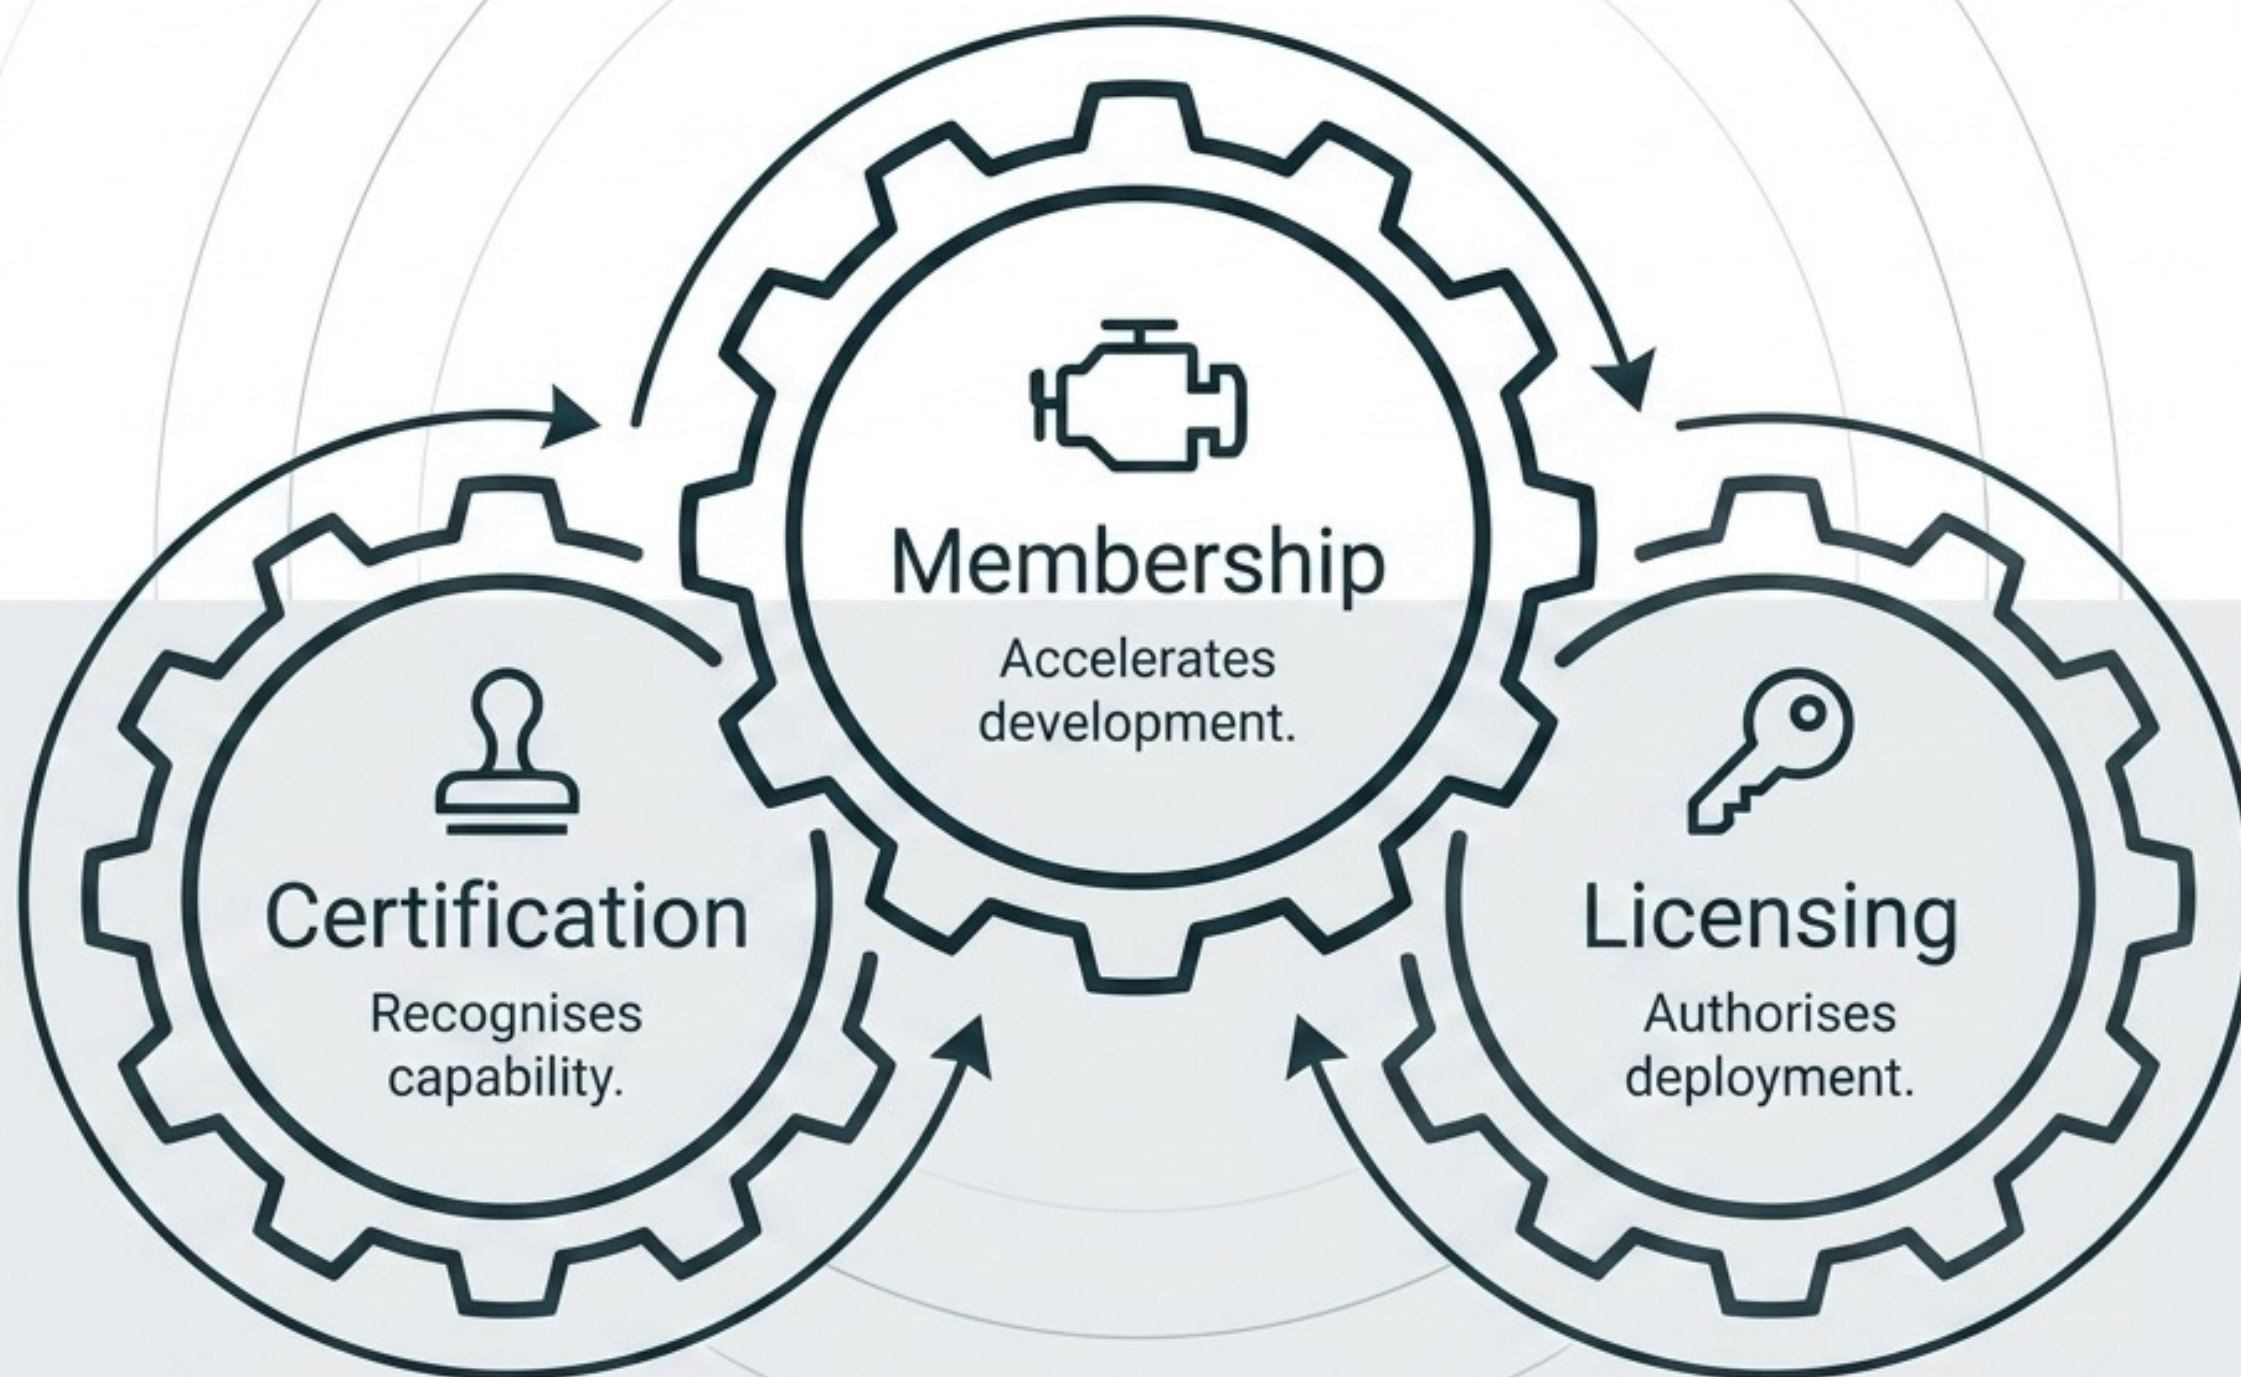 Membership
Accelerates
development.
Certification
Recognises
capability.
Licensing
Authorises
deployment.